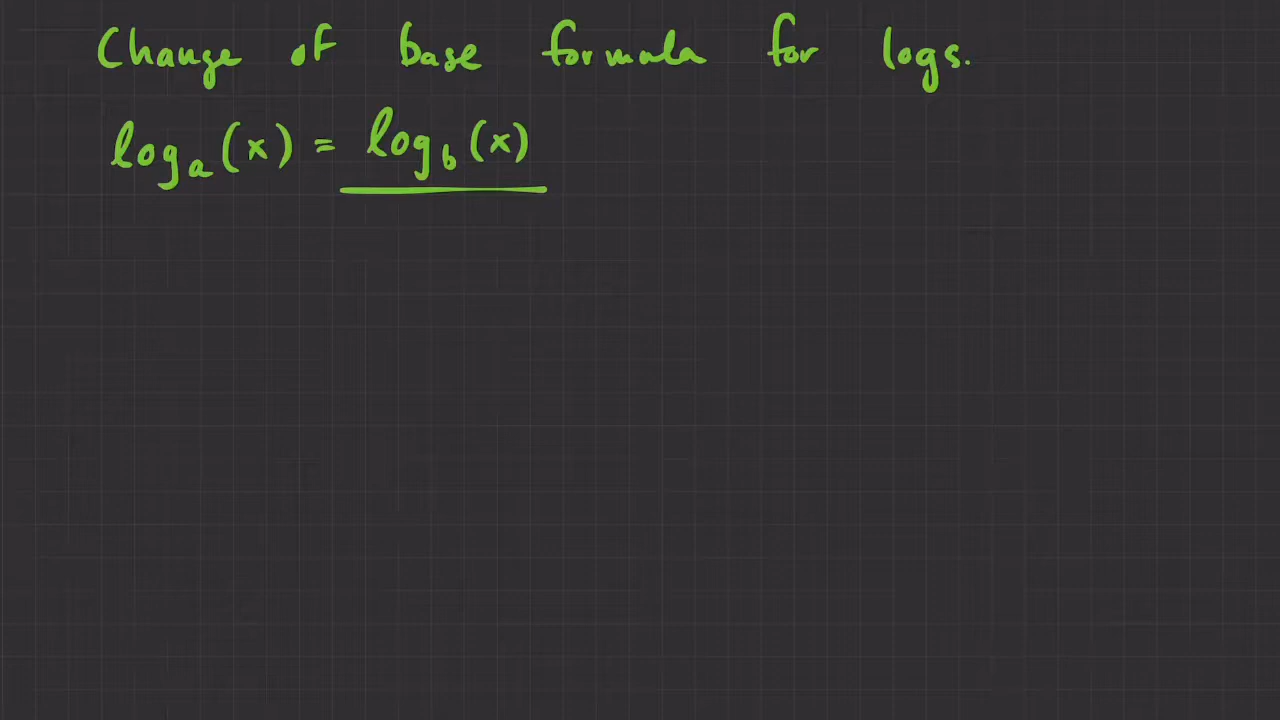 Change of base formula for logs.
logₐ(x) = log_b(x)